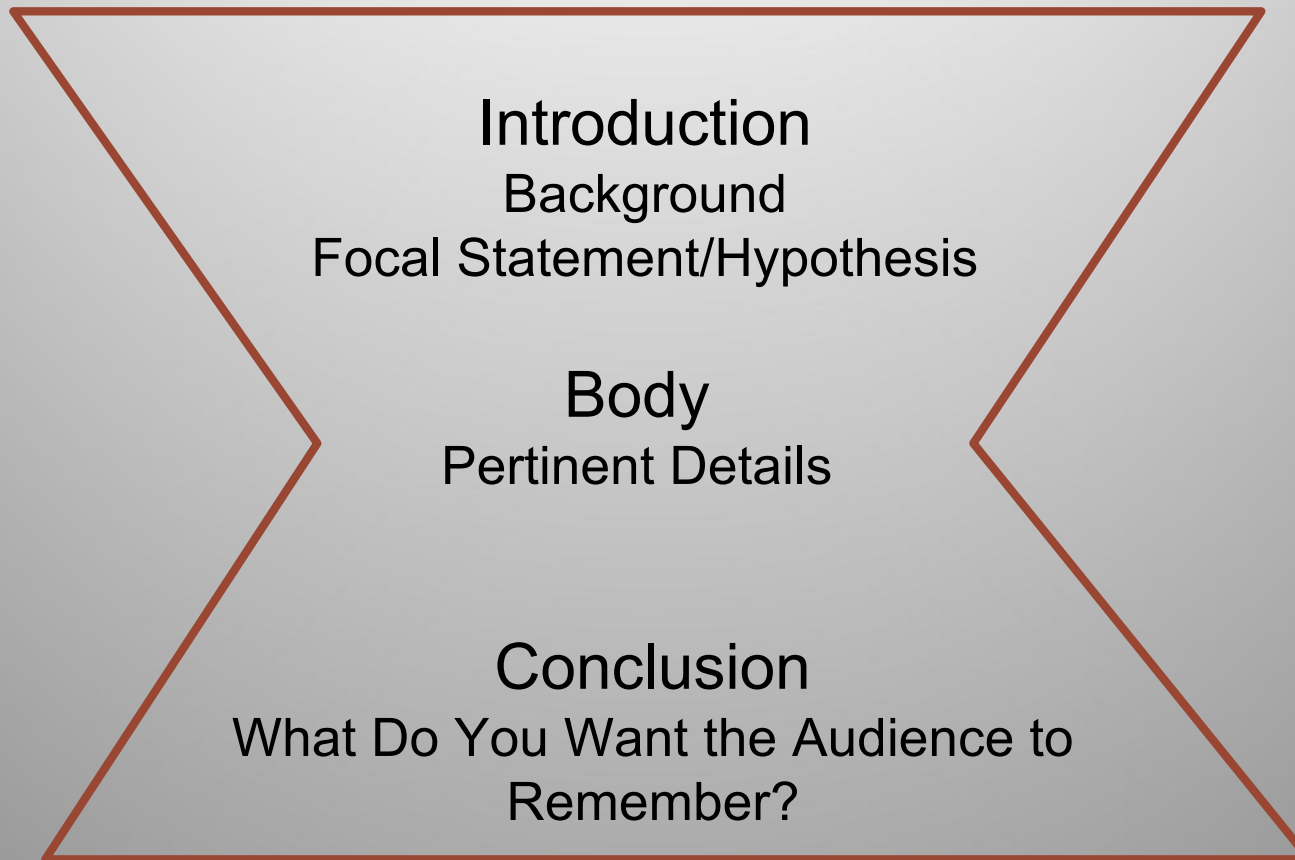 Introduction
Background
Focal Statement/Hypothesis
Body
Pertinent Details
Conclusion
What Do You Want the Audience to
Remember?